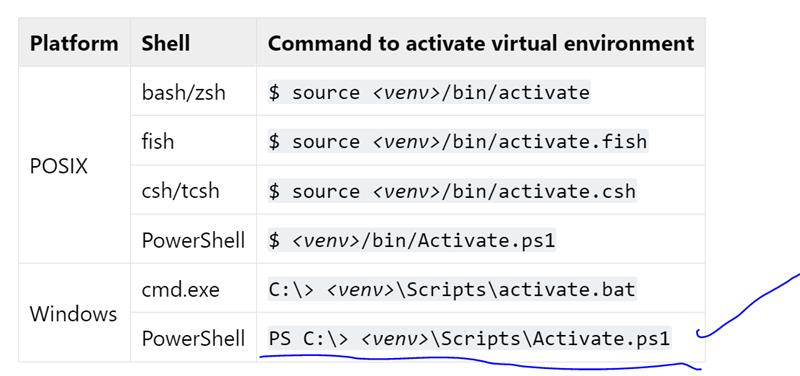 Platform Shell Command to activate virtual environment
POSIX
bash/zsh $ source <venv>/bin/activate
fish $ source <venv>/bin/activate.fish
csh/tcsh $ source <venv>/bin/activate.csh
PowerShell $ <venv>/bin/Activate.ps1
Windows
cmd.exe C:\> <venv>\Scripts\activate.bat
PowerShell PS C:\> <venv>\Scripts\Activate.ps1